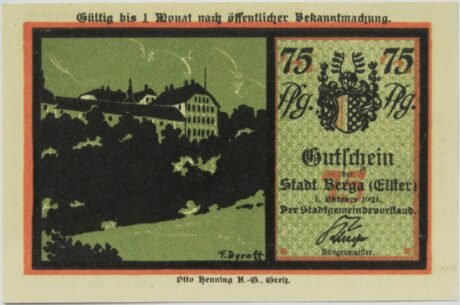 Gültig bis 1 Monat nach öffentlicher Bekanntmachung.
75 75
Pfg. Pfg.
Gutschein
der
Stadt Berga (Elster)
1. Oktober 1921.
Der Stadtgemeindevorstand.
Bürgermeister.
F. Dyroff
Otto Henning A.-G., Greiz.